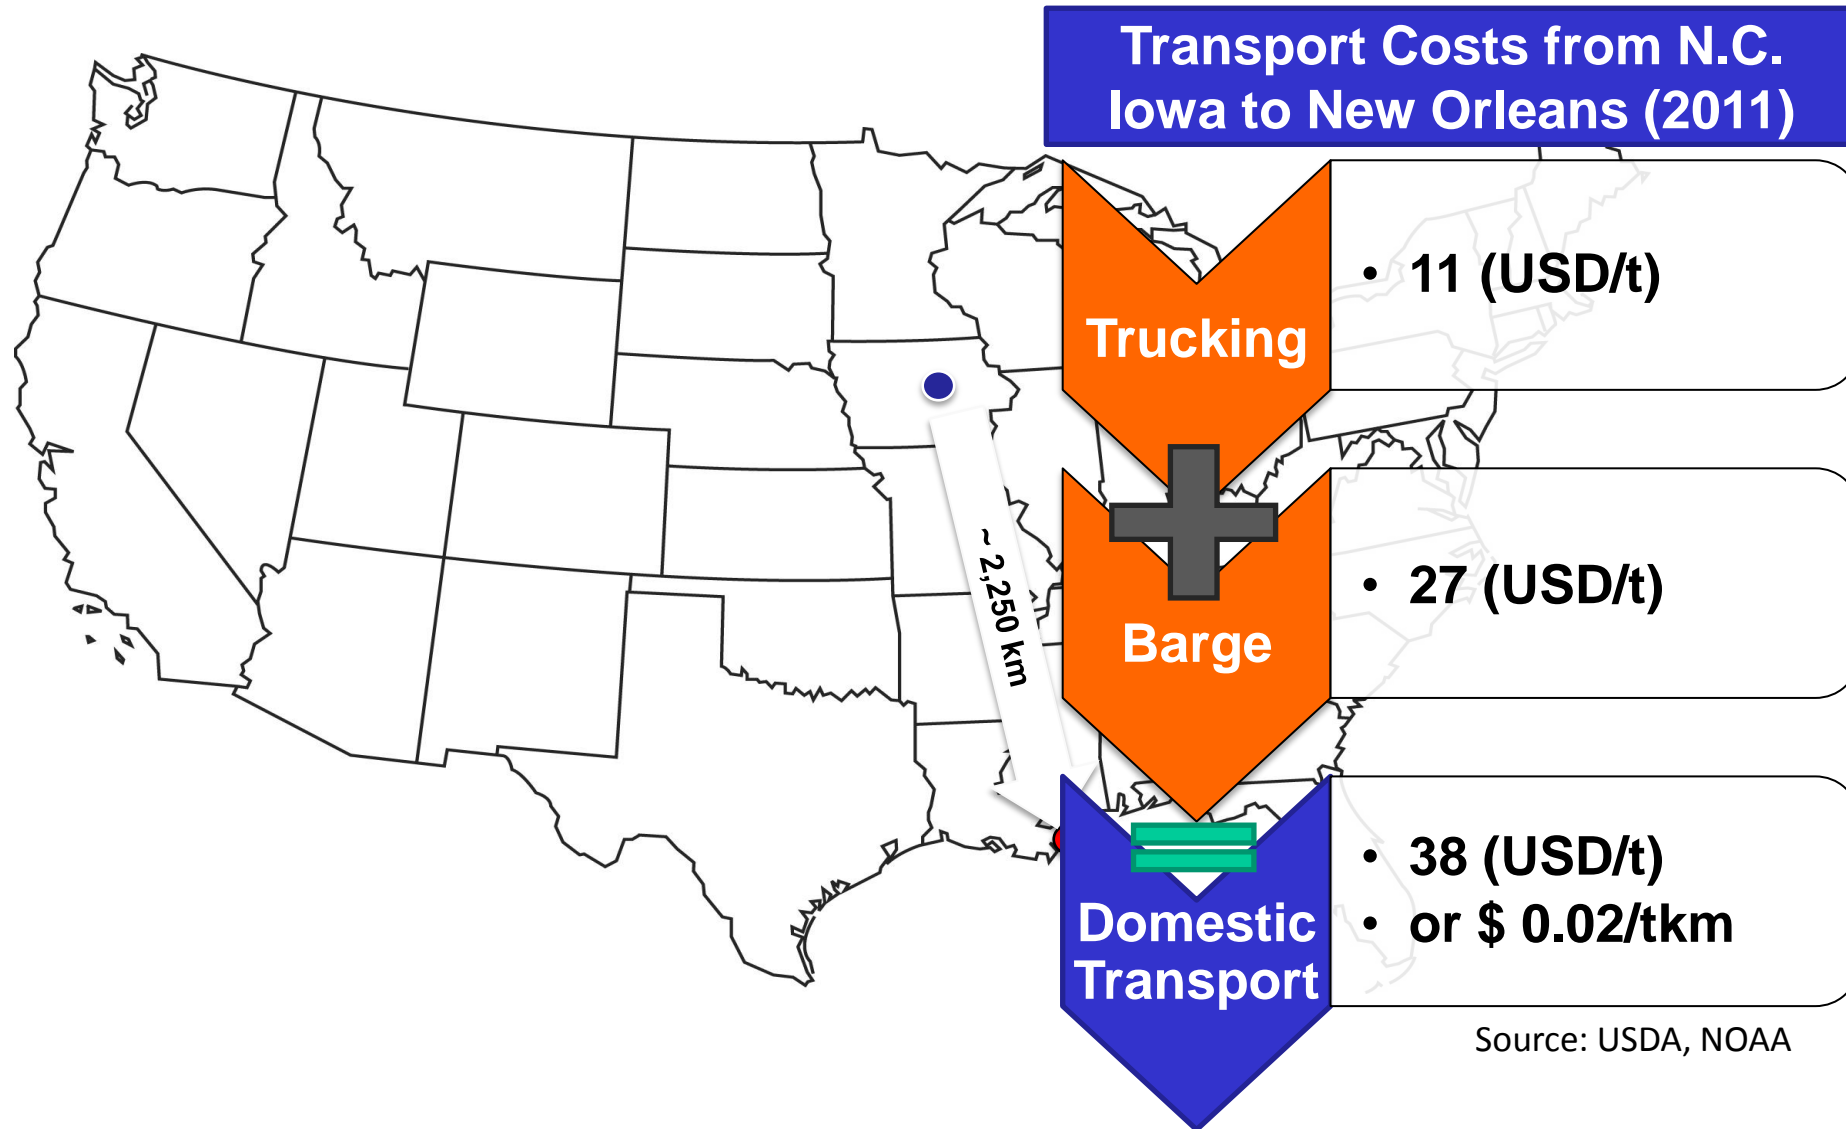 Transport Costs from N.C.
Iowa to New Orleans (2011)
Trucking
• 11 (USD/t)
~ 2,250 km
Barge
• 27 (USD/t)
Domestic
Transport
• 38 (USD/t)
• or $ 0.02/tkm
Source: USDA, NOAA